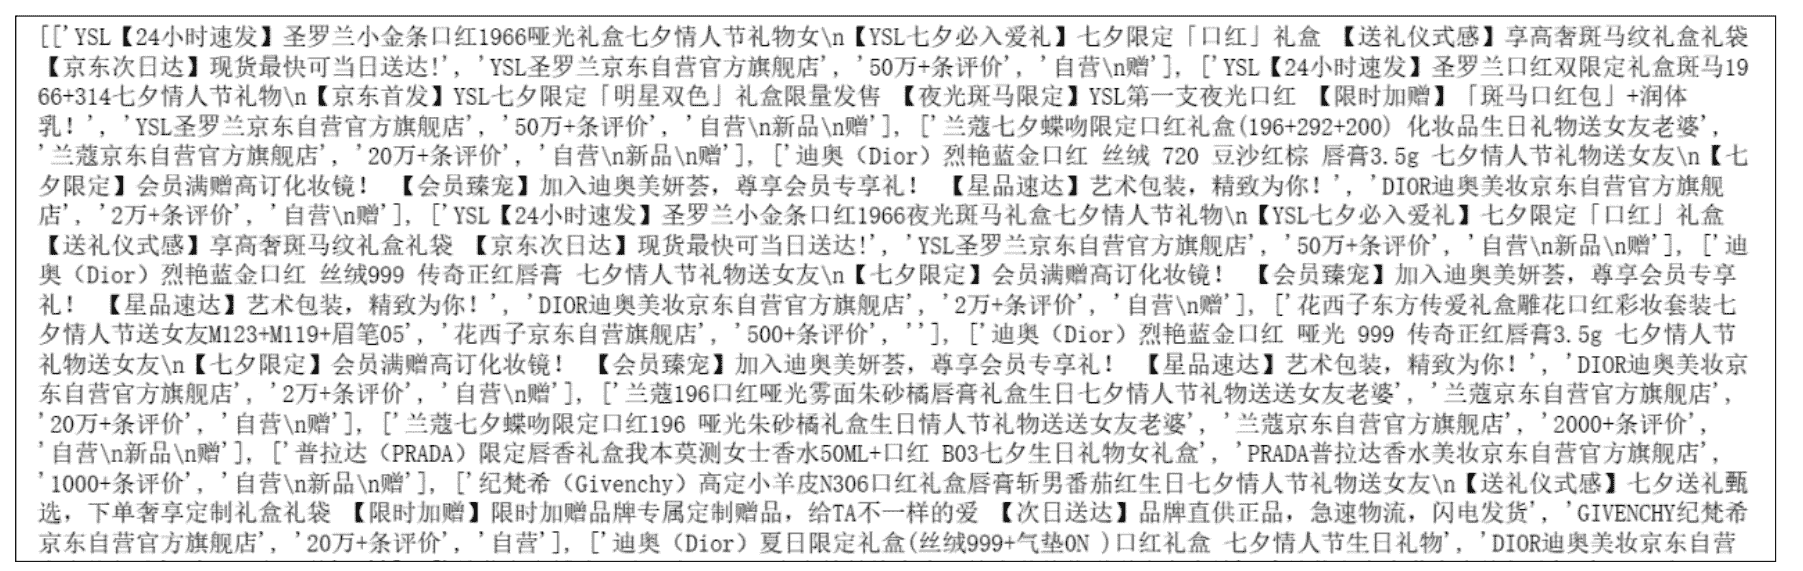 [['YSL【24小时速发】圣罗兰小金条口红1966哑光礼盒七夕情人节礼物女\n【YSL七夕必入爱礼】七夕限定「口红」礼盒 【送礼仪式感】享高奢斑马纹礼盒礼袋
【京东次日达】现货最快可当日送达!', 'YSL圣罗兰京东自营官方旗舰店', '50万+条评价', '自营\n赠'], ['YSL【24小时速发】圣罗兰口红双限定礼盒斑马19
66+314七夕情人节礼物\n【京东首发】YSL七夕限定「明星双色」礼盒限量发售 【夜光斑马限定】YSL第一支夜光口红 【限时加赠】「斑马口红包」+润体
乳！', 'YSL圣罗兰京东自营官方旗舰店', '50万+条评价', '自营\n新品\n赠'], ['兰蔻七夕蝶吻限定口红礼盒(196+292+200) 化妆品生日礼物送女友老婆',
'兰蔻京东自营官方旗舰店', '20万+条评价', '自营\n新品\n赠'], ['迪奥（Dior）烈艳蓝金口红 丝绒 720 豆沙红棕 唇膏3.5g 七夕情人节礼物送女友\n【七
夕限定】会员满赠高订化妆镜！ 【会员臻宠】加入迪奥美妍荟，尊享会员专享礼！ 【星品速达】艺术包装，精致为你！', 'DIOR迪奥美妆京东自营官方旗舰
店', '2万+条评价', '自营\n赠'], ['YSL【24小时速发】圣罗兰小金条口红1966夜光斑马礼盒七夕情人节礼物\n【YSL七夕必入爱礼】七夕限定「口红」礼盒
【送礼仪式感】享高奢斑马纹礼盒礼袋 【京东次日达】现货最快可当日送达!', 'YSL圣罗兰京东自营官方旗舰店', '50万+条评价', '自营\n新品\n赠'], ['迪
奥（Dior）烈艳蓝金口红 丝绒999 传奇正红唇膏 七夕情人节礼物送女友\n【七夕限定】会员满赠高订化妆镜！ 【会员臻宠】加入迪奥美妍荟，尊享会员专享
礼！ 【星品速达】艺术包装，精致为你！', 'DIOR迪奥美妆京东自营官方旗舰店', '2万+条评价', '自营\n赠'], ['花西子东方传爱礼盒雕花口红彩妆套装七
夕情人节送女友M123+M119+眉笔05', '花西子京东自营旗舰店', '500+条评价', ''], ['迪奥（Dior）烈艳蓝金口红 哑光 999 传奇正红唇膏3.5g 七夕情人节
礼物送女友\n【七夕限定】会员满赠高订化妆镜！ 【会员臻宠】加入迪奥美妍荟，尊享会员专享礼！ 【星品速达】艺术包装，精致为你！', 'DIOR迪奥美妆京
东自营官方旗舰店', '2万+条评价', '自营\n赠'], ['兰蔻196口红哑光雾面朱砂橘唇膏礼盒生日七夕情人节礼物送送女友老婆', '兰蔻京东自营官方旗舰店',
'20万+条评价', '自营\n赠'], ['兰蔻七夕蝶吻限定口红196 哑光朱砂橘礼盒生日情人节礼物送送女友老婆', '兰蔻京东自营官方旗舰店', '2000+条评价',
'自营\n新品\n赠'], ['普拉达（PRADA）限定唇香礼盒我本莫测女士香水50ML+口红 B03七夕生日礼物女礼盒', 'PRADA普拉达香水美妆京东自营官方旗舰店',
'1000+条评价', '自营\n新品\n赠'], ['纪梵希（Givenchy）高定小羊皮N306口红礼盒唇膏斩男番茄红生日七夕情人节礼物送女友\n【送礼仪式感】七夕送礼甄
选，下单奢享定制礼盒礼袋 【限时加赠】限时加赠品牌专属定制赠品，给TA不一样的爱 【次日送达】品牌直供正品，急速物流，闪电发货', 'GIVENCHY纪梵希
京东自营官方旗舰店', '20万+条评价', '自营'], ['迪奥（Dior）夏日限定礼盒(丝绒999+气垫0N )口红礼盒 七夕情人节生日礼物', 'DIOR迪奥美妆京东自营